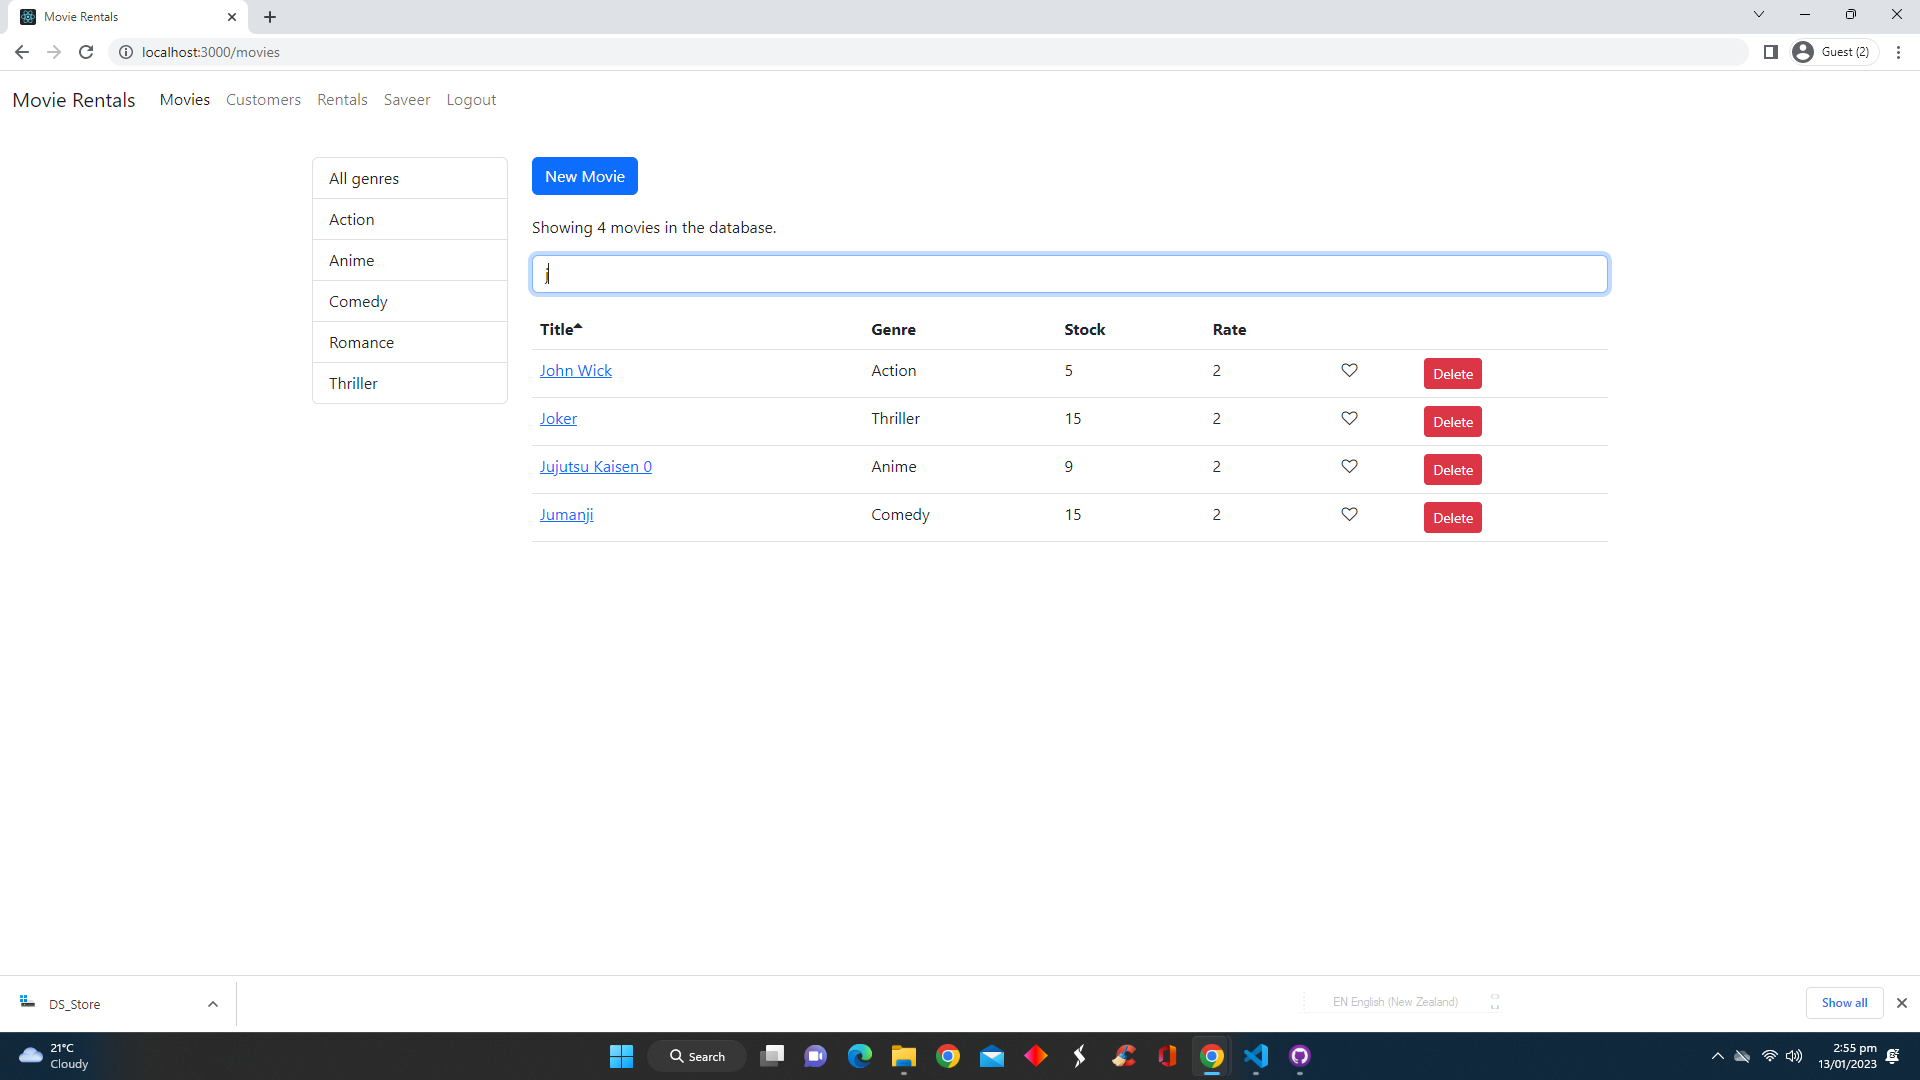 Movie Rentals
localhost:3000/movies
Guest (2)
Movie Rentals Movies Customers Rentals Saveer Logout
All genres
Action
Anime
Comedy
Romance
Thriller
New Movie
Showing 4 movies in the database.
j
Title Genre Stock Rate
John Wick Action 5 2 Delete
Joker Thriller 15 2 Delete
Jujutsu Kaisen 0 Anime 9 2 Delete
Jumanji Comedy 15 2 Delete
DS_Store
EN English (New Zealand)
Show all
21°C
Cloudy
Search
2:55 pm
13/01/2023